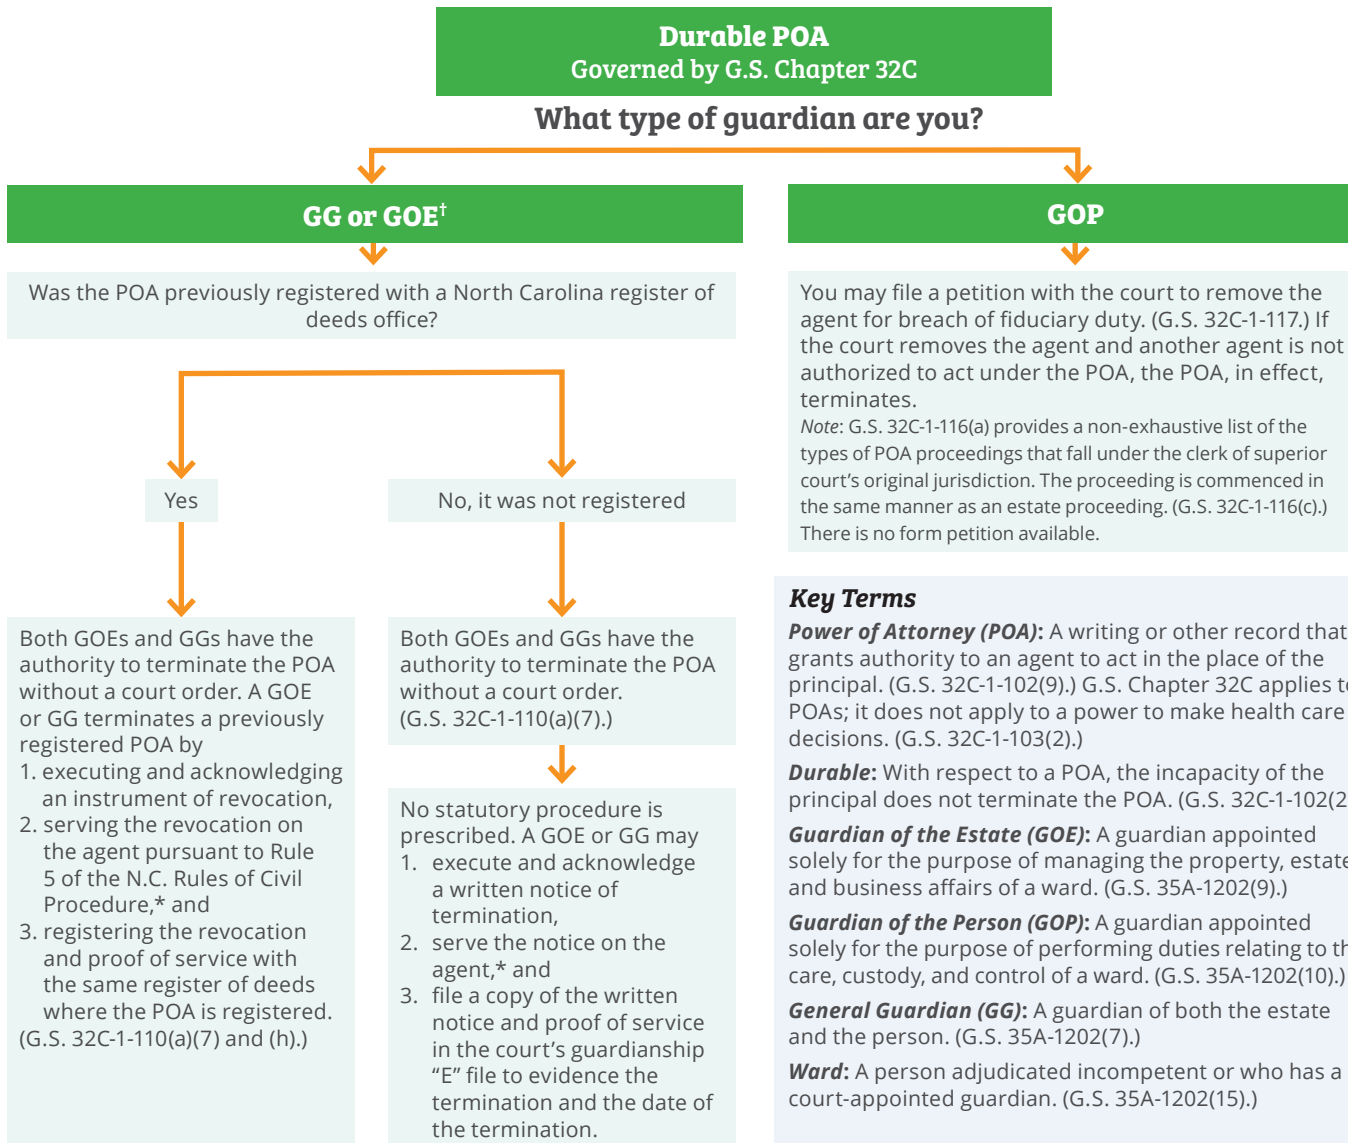 Durable POA
Governed by G.S. Chapter 32C
What type of guardian are you?
GG or GOE†
Was the POA previously registered with a North Carolina register of
deeds office?
Yes
No, it was not registered
Both GOEs and GGs have the
authority to terminate the POA
without a court order. A GOE
or GG terminates a previously
registered POA by
1. executing and acknowledging
an instrument of revocation,
2. serving the revocation on
the agent pursuant to Rule
5 of the N.C. Rules of Civil
Procedure,* and
3. registering the revocation
and proof of service with
the same register of deeds
where the POA is registered.
(G.S. 32C-1-110(a)(7) and (h).)
Both GOEs and GGs have the
authority to terminate the POA
without a court order.
(G.S. 32C-1-110(a)(7).)
No statutory procedure is
prescribed. A GOE or GG may
1. execute and acknowledge
a written notice of
termination,
2. serve the notice on the
agent,* and
3. file a copy of the written
notice and proof of service
in the court's guardianship
"E" file to evidence the
termination and the date of
the termination.
GOP
You may file a petition with the court to remove the
agent for breach of fiduciary duty. (G.S. 32C-1-117.) If
the court removes the agent and another agent is not
authorized to act under the POA, the POA, in effect,
terminates.
Note: G.S. 32C-1-116(a) provides a non-exhaustive list of the
types of POA proceedings that fall under the clerk of superior
court's original jurisdiction. The proceeding is commenced in
the same manner as an estate proceeding. (G.S. 32C-1-116(c).)
There is no form petition available.
Key Terms
Power of Attorney (POA): A writing or other record that
grants authority to an agent to act in the place of the
principal. (G.S. 32C-1-102(9).) G.S. Chapter 32C applies to
POAs; it does not apply to a power to make health care
decisions. (G.S. 32C-1-103(2).)
Durable: With respect to a POA, the incapacity of the
principal does not terminate the POA. (G.S. 32C-1-102(2
Guardian of the Estate (GOE): A guardian appointed
solely for the purpose of managing the property, estate
and business affairs of a ward. (G.S. 35A-1202(9).)
Guardian of the Person (GOP): A guardian appointed
solely for the purpose of performing duties relating to th
care, custody, and control of a ward. (G.S. 35A-1202(10).)
General Guardian (GG): A guardian of both the estate
and the person. (G.S. 35A-1202(7).)
Ward: A person adjudicated incompetent or who has a
court-appointed guardian. (G.S. 35A-1202(15).)